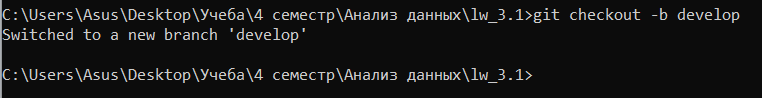 C:\Users\Asus\Desktop\Учеба\4 семестр\Анализ данных\lw_3.1>git checkout -b develop
Switched to a new branch 'develop'
C:\Users\Asus\Desktop\Учеба\4 семестр\Анализ данных\lw_3.1>